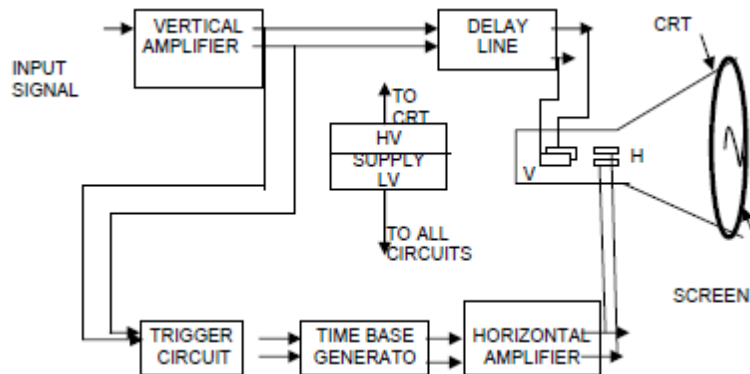 VERTICAL
AMPLIFIER
DELAY
LINE
CRT
INPUT
SIGNAL
TO
CRT
HV
SUPPLY
LV
V
H
TO ALL
CIRCUITS
SCREEN
TRIGGER
CIRCUIT
TIME BASE
GENERATO
HORIZONTAL
AMPLIFIER